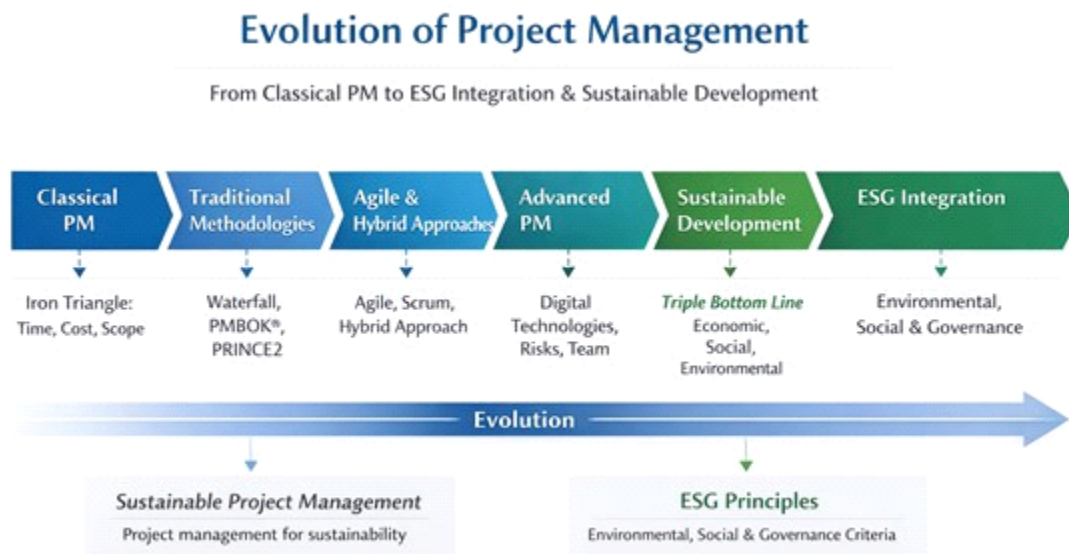 Evolution of Project Management
From Classical PM to ESG Integration & Sustainable Development
Classical
PM
Traditional
Methodologies
Agile &
Hybrid Approaches
Advanced
PM
Sustainable
Development
ESG Integration
Iron Triangle:
Time, Cost, Scope
Waterfall,
PMBOK®,
PRINCE2
Agile, Scrum,
Hybrid Approach
Digital
Technologies,
Risks, Team
Triple Bottom Line
Economic,
Social,
Environmental
Environmental,
Social & Governance
Evolution
Sustainable Project Management
Project management for sustainability
ESG Principles
Environmental, Social & Governance Criteria